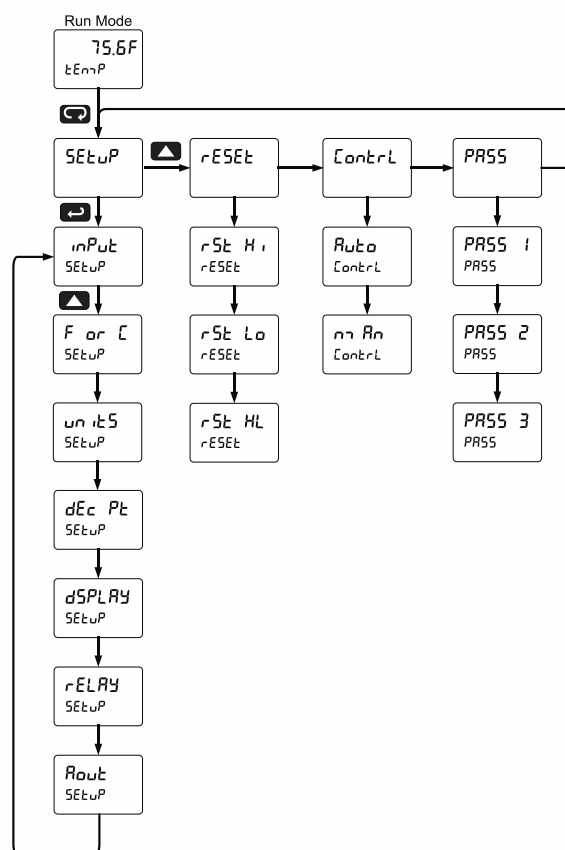 Run Mode
75.6F
tEmP
SEtuP
rESEt
ContrL
PASS
inPut
SEtuP
rSt Hi
rESEt
Auto
ContrL
PASS 1
PASS
F or C
SEtuP
rSt Lo
rESEt
mAn
ContrL
PASS 2
PASS
unitS
SEtuP
rSt HL
rESEt
PASS 3
PASS
dEc Pt
SEtuP
dSPLAY
SEtuP
rELAY
SEtuP
Aout
SEtuP